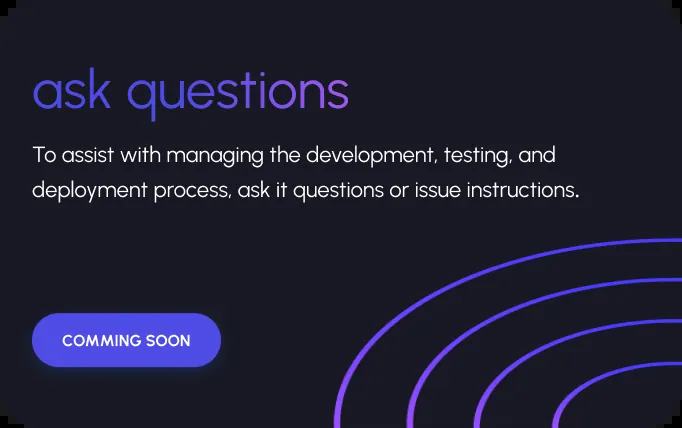 ask questions
To assist with managing the development, testing, and
deployment process, ask it questions or issue instructions.
COMMING SOON